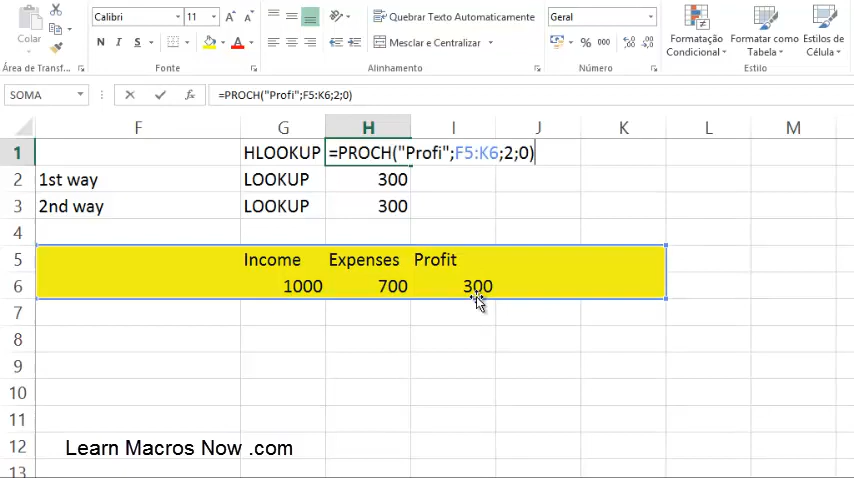 Calibri 11 Quebrar Texto Automaticamente Geral
Colar N I S A Mesclar e Centralizar % 000 Formatação Condicional Formatar como Tabela Estilos de Célula
Área de Transf... Fonte Alinhamento Número Estilo
SOMA fx =PROCH("Profi";F5:K6;2;0)
F G H I J K L M
1 HLOOKUP =PROCH("Profi";F5:K6;2;0)
2 1st way LOOKUP 300
3 2nd way LOOKUP 300
4
5 Income Expenses Profit
6 1000 700 300
7
8
9
10
11
12 Learn Macros Now .com
13